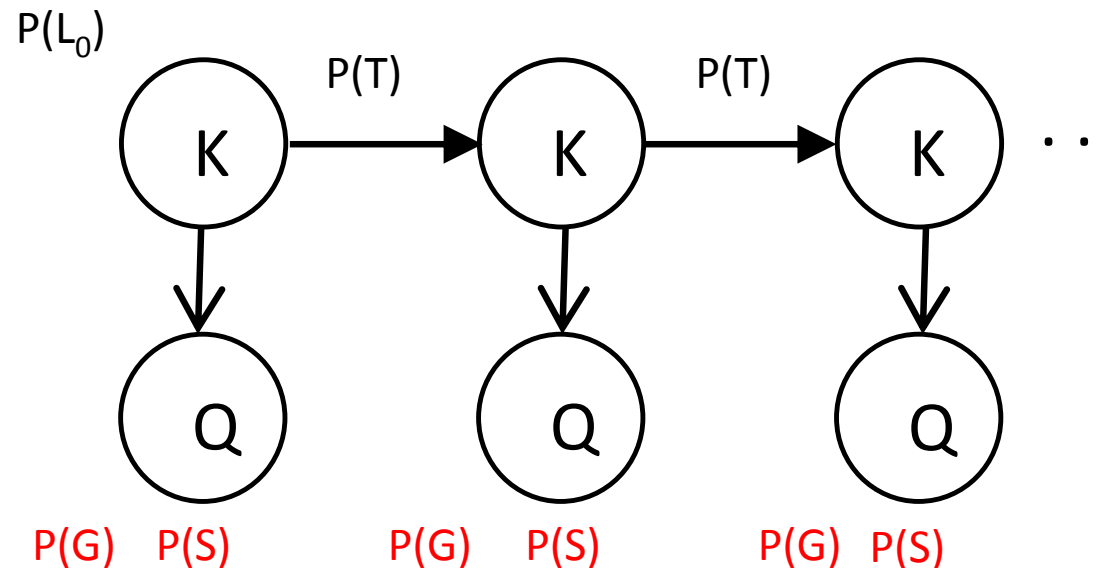 P(L₀)
P(T) P(T)
K K K . .
Q Q Q
P(G) P(S) P(G) P(S) P(G) P(S)